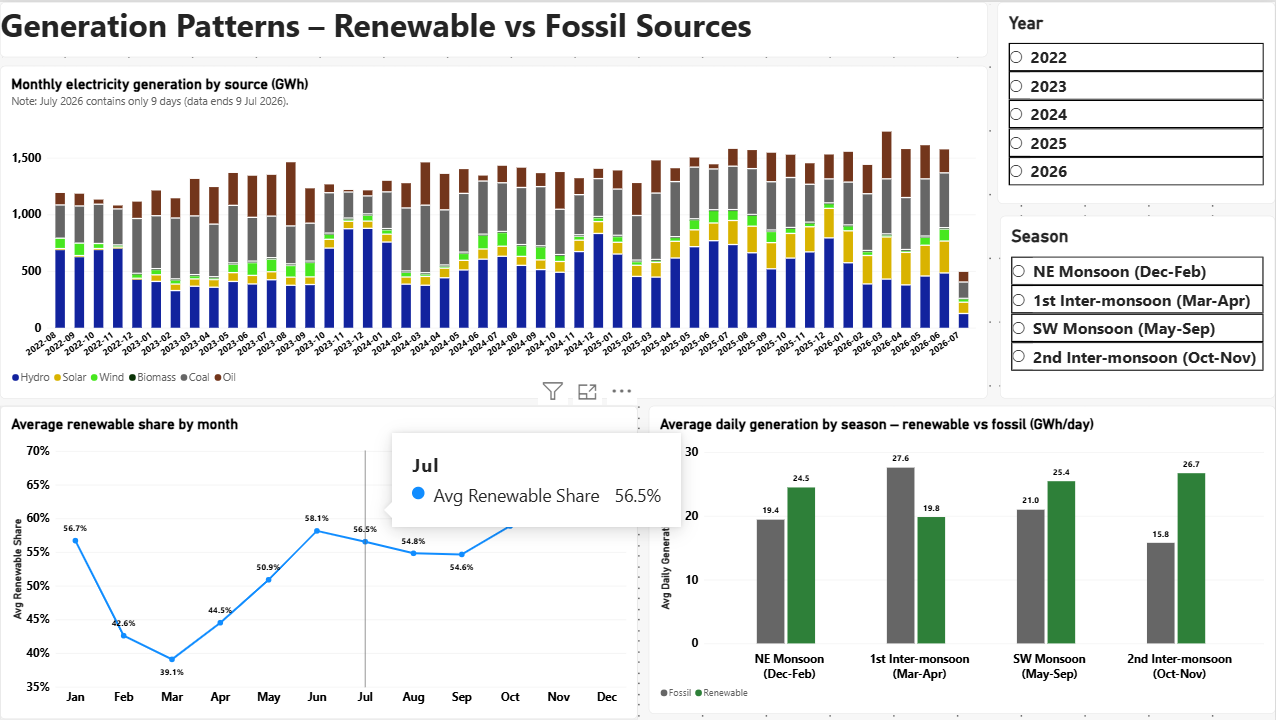 Generation Patterns – Renewable vs Fossil Sources
Monthly electricity generation by source (GWh)
Note: July 2026 contains only 9 days (data ends 9 Jul 2026).
1,500
1,000
500
0
2022-08 2022-09 2022-10 2022-11 2022-12 2023-01 2023-02 2023-03 2023-04 2023-05 2023-06 2023-07 2023-08 2023-09 2023-10 2023-11 2023-12 2024-01 2024-02 2024-03 2024-04 2024-05 2024-06 2024-07 2024-08 2024-09 2024-10 2024-11 2024-12 2025-01 2025-02 2025-03 2025-04 2025-05 2025-06 2025-07 2025-08 2025-09 2025-10 2025-11 2025-12 2026-01 2026-02 2026-03 2026-04 2026-05 2026-06 2026-07
Hydro Solar Wind Biomass Coal Oil
Year
2022
2023
2024
2025
2026
Season
NE Monsoon (Dec-Feb)
1st Inter-monsoon (Mar-Apr)
SW Monsoon (May-Sep)
2nd Inter-monsoon (Oct-Nov)
Average renewable share by month
Avg Renewable Share
70%
65%
60%
55%
50%
45%
40%
35%
56.7%
42.6%
39.1%
44.5%
50.9%
58.1%
56.5%
54.8%
54.6%
Jan Feb Mar Apr May Jun Jul Aug Sep Oct Nov Dec
Jul
Avg Renewable Share 56.5%
Average daily generation by season – renewable vs fossil (GWh/day)
Avg Daily Generat
30
20
10
0
19.4
24.5
27.6
19.8
21.0
25.4
15.8
26.7
NE Monsoon
(Dec-Feb)
1st Inter-monsoon
(Mar-Apr)
SW Monsoon
(May-Sep)
2nd Inter-monsoon
(Oct-Nov)
Fossil Renewable